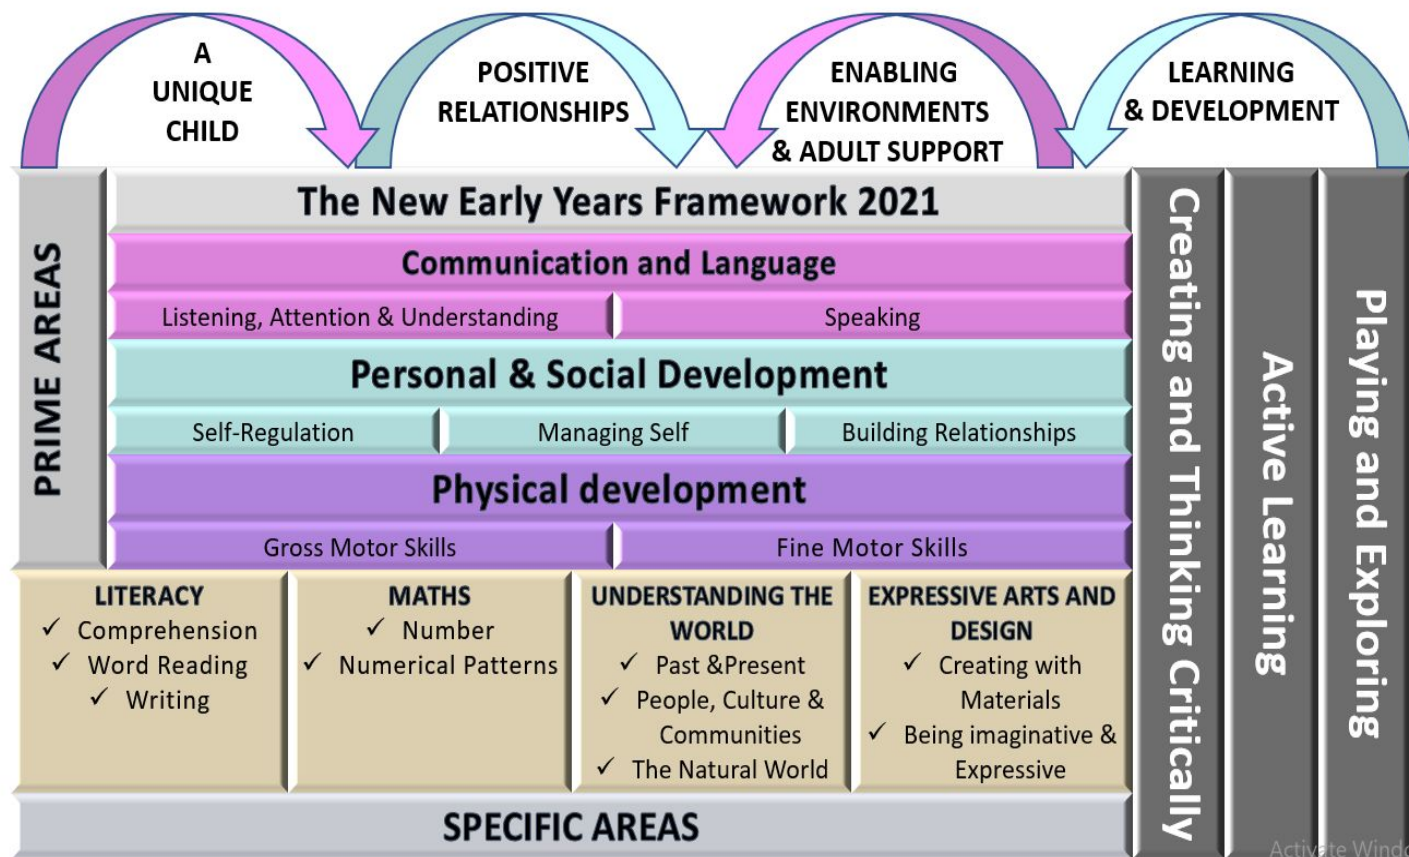 A
UNIQUE
CHILD
POSITIVE
RELATIONSHIPS
ENABLING
ENVIRONMENTS
& ADULT SUPPORT
LEARNING
& DEVELOPMENT
PRIME AREAS
The New Early Years Framework 2021
Communication and Language
Listening, Attention & Understanding
Speaking
Personal & Social Development
Self-Regulation
Managing Self
Building Relationships
Physical development
Gross Motor Skills
Fine Motor Skills
LITERACY
✓ Comprehension
✓ Word Reading
✓ Writing
MATHS
✓ Number
✓ Numerical Patterns
UNDERSTANDING THE
WORLD
✓ Past &Present
✓ People, Culture &
Communities
✓ The Natural World
EXPRESSIVE ARTS AND
DESIGN
✓ Creating with
Materials
✓ Being imaginative &
Expressive
SPECIFIC AREAS
Creating and Thinking Critically
Active Learning
Playing and Exploring
Activate